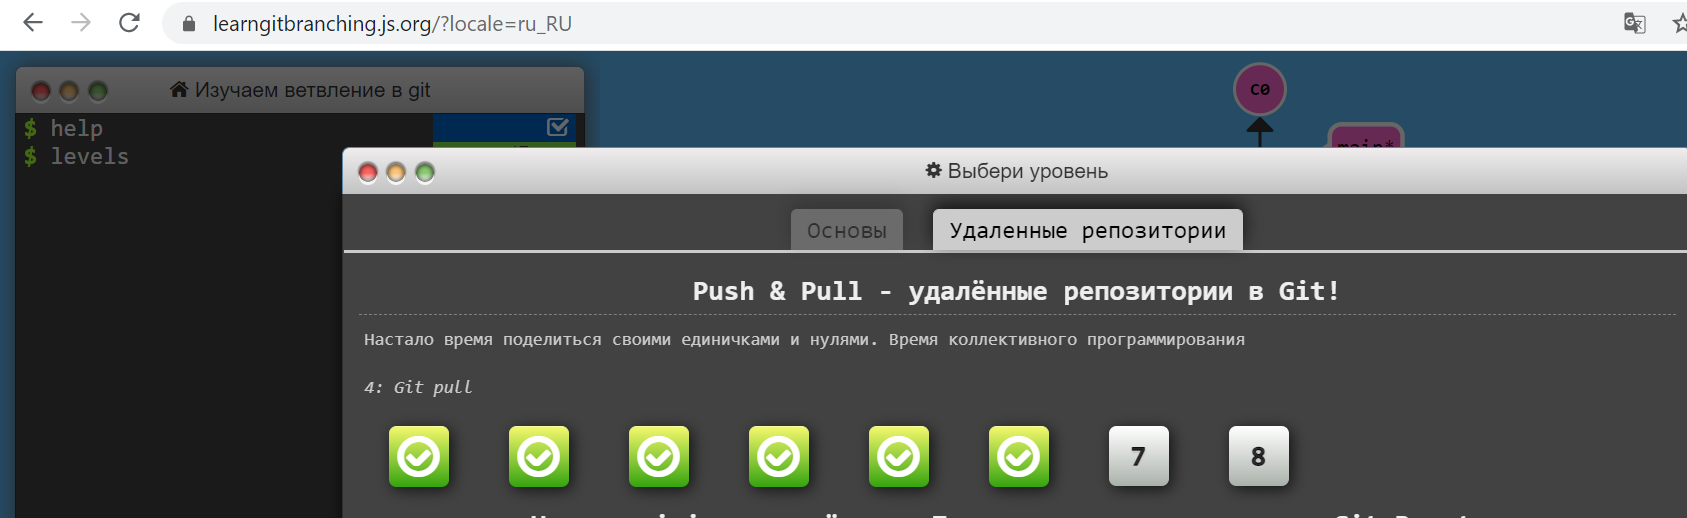 learngitbranching.js.org/?locale=ru_RU
Изучаем ветвление в git
$ help
$ levels
c0
main*
Выбери уровень
Основы
Удаленные репозитории
Push & Pull - удалённые репозитории в Git!
Настало время поделиться своими единичками и нулями. Время коллективного программирования
4: Git pull
7
8